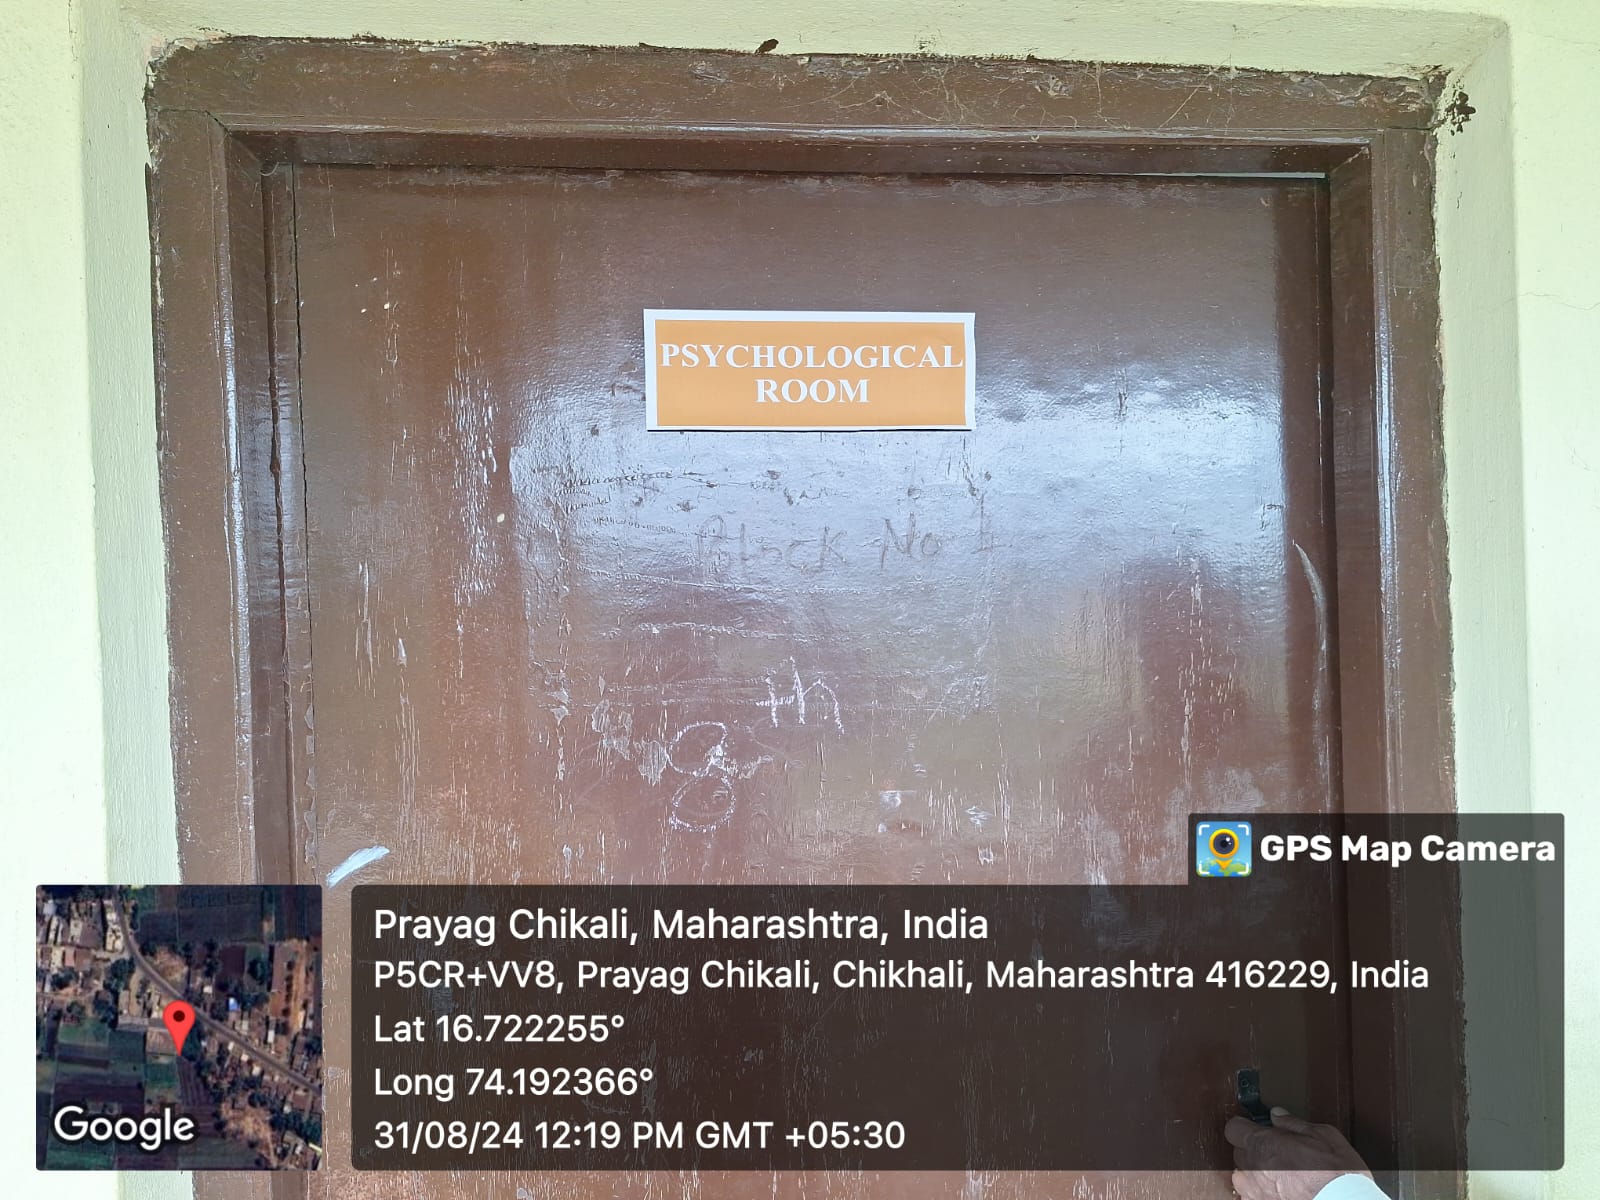 PSYCHOLOGICAL
ROOM
Block No 1
8
GPS Map Camera
Prayag Chikali, Maharashtra, India
P5CR+VV8, Prayag Chikali, Chikhali, Maharashtra 416229, India
Lat 16.722255°
Long 74.192366°
31/08/24 12:19 PM GMT +05:30
Google